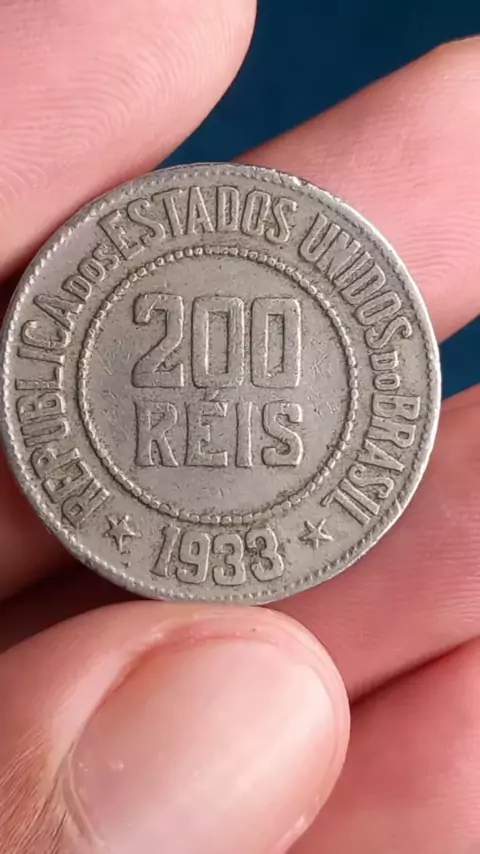 REPUBLICA DOS ESTADOS UNIDOS DO BRASIL
200
RÉIS
1933